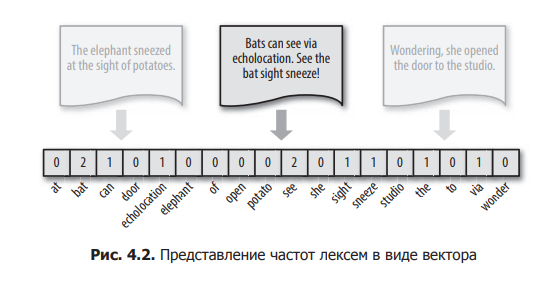 The elephant sneezed
at the sight of potatoes.
Bats can see via
echolocation. See the
bat sight sneeze!
Wondering, she opened
the door to the studio.
0 2 1 0 1 0 0 0 0 2 0 1 1 0 1 0 1 0
at bat can door echolocation elephant of open potato see she sight sneeze studio the to via wonder
Рис. 4.2. Представление частот лексем в виде вектора